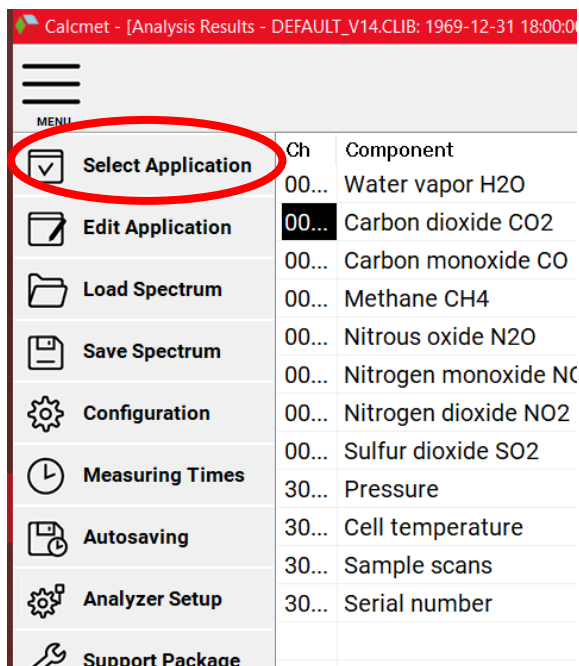 Calcmet - [Analysis Results - DEFAULT_V14.CLIB: 1969-12-31 18:00:00
MENU
Select Application
Edit Application
Load Spectrum
Save Spectrum
Configuration
Measuring Times
Autosaving
Analyzer Setup
Support Package
Ch Component
00... Water vapor H2O
00... Carbon dioxide CO2
00... Carbon monoxide CO
00... Methane CH4
00... Nitrous oxide N2O
00... Nitrogen monoxide NO
00... Nitrogen dioxide NO2
00... Sulfur dioxide SO2
30... Pressure
30... Cell temperature
30... Sample scans
30... Serial number